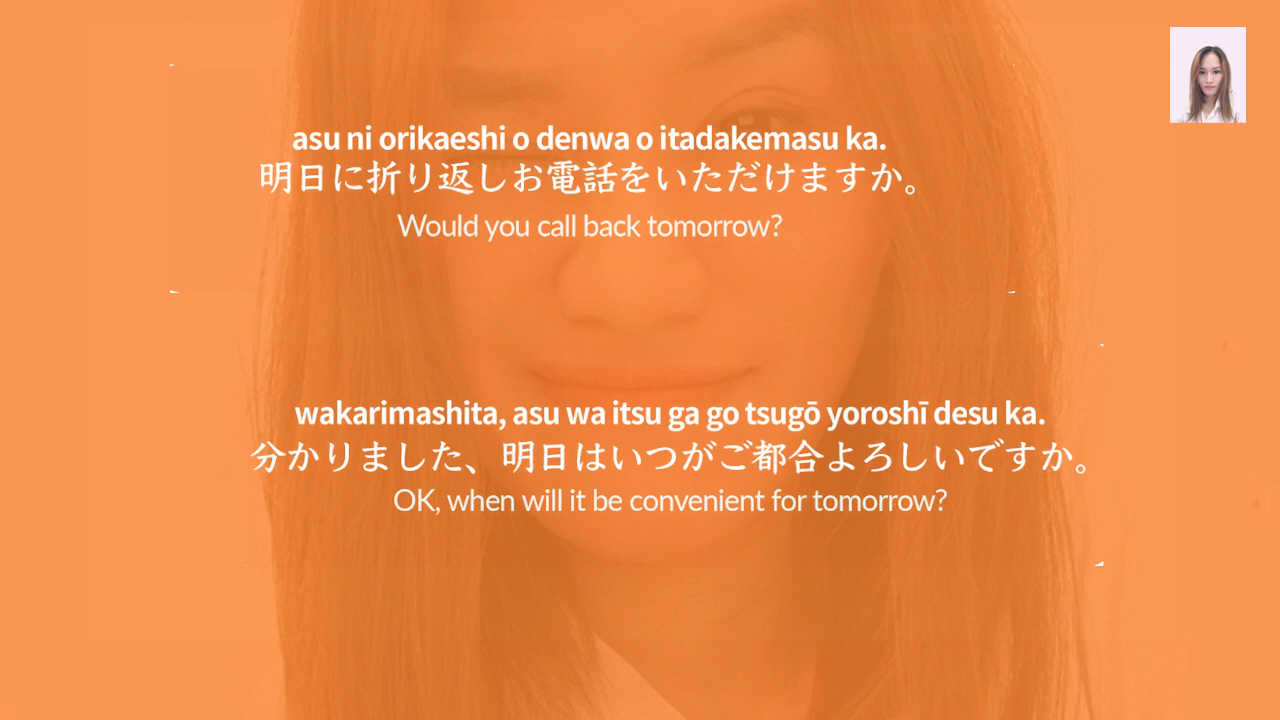 asu ni orikaeshi o denwa o itadakemasu ka.
明日に折り返しお電話をいただけますか。
Would you call back tomorrow?
wakarimashita, asu wa itsu ga go tsugō yoroshī desu ka.
分かりました、明日はいつがご都合よろしいですか。
OK, when will it be convenient for tomorrow?